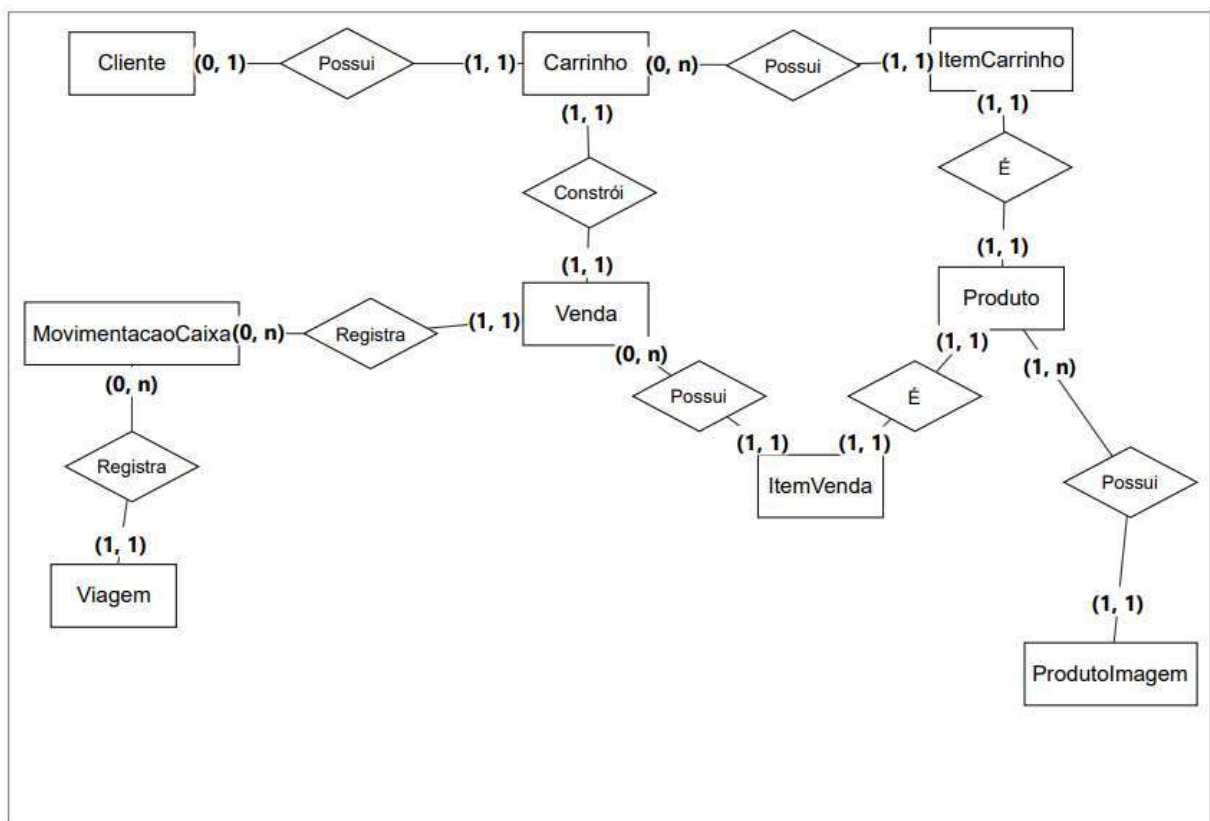 Cliente (0, 1) Possui (1, 1) Carrinho (0, n) Possui (1, 1) ItemCarrinho
(1, 1) (1, 1)
Constrói É
(1, 1) (1, 1)
Venda Produto
MovimentacaoCaixa (0, n) Registra (1, 1)
(0, n) (1, 1) (1, n)
(0, n) Possui É
Registra (1, 1) (1, 1) Possui
ItemVenda
(1, 1)
Viagem (1, 1)
ProdutoImagem